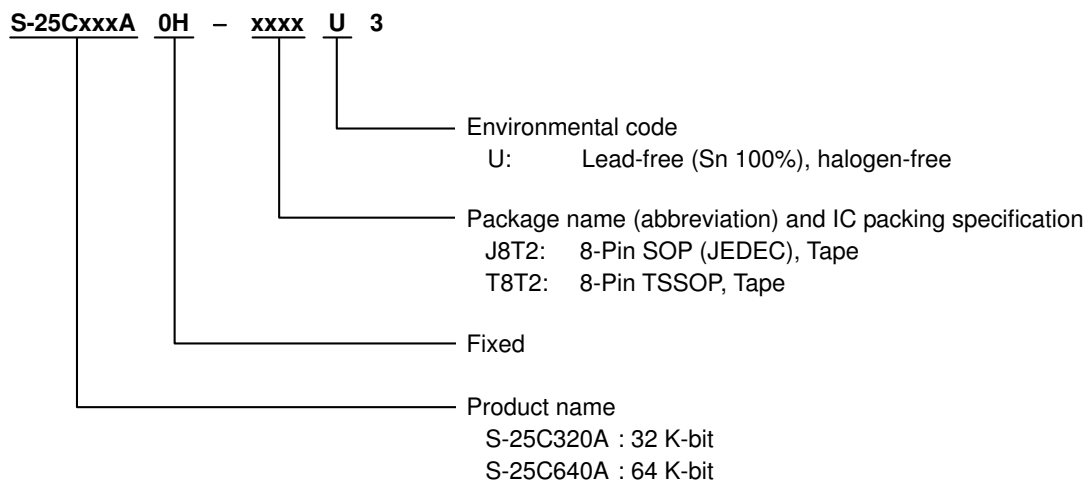 S-25CxxxA 0H – xxxx U 3
Environmental code
U: Lead-free (Sn 100%), halogen-free
Package name (abbreviation) and IC packing specification
J8T2: 8-Pin SOP (JEDEC), Tape
T8T2: 8-Pin TSSOP, Tape
Fixed
Product name
S-25C320A : 32 K-bit
S-25C640A : 64 K-bit